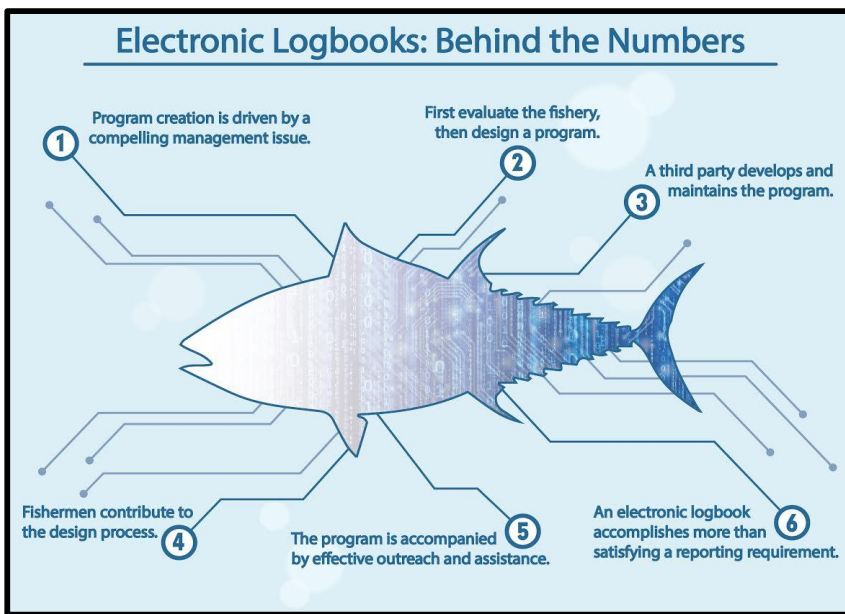 Electronic Logbooks: Behind the Numbers
1
Program creation is driven by a
compelling management issue.
First evaluate the fishery,
then design a program.
2
A third party develops and
maintains the program.
3
Fishermen contribute to
the design process.
4
The program is accompanied
by effective outreach and assistance.
5
An electronic logbook
accomplishes more than
satisfying a reporting requirement.
6